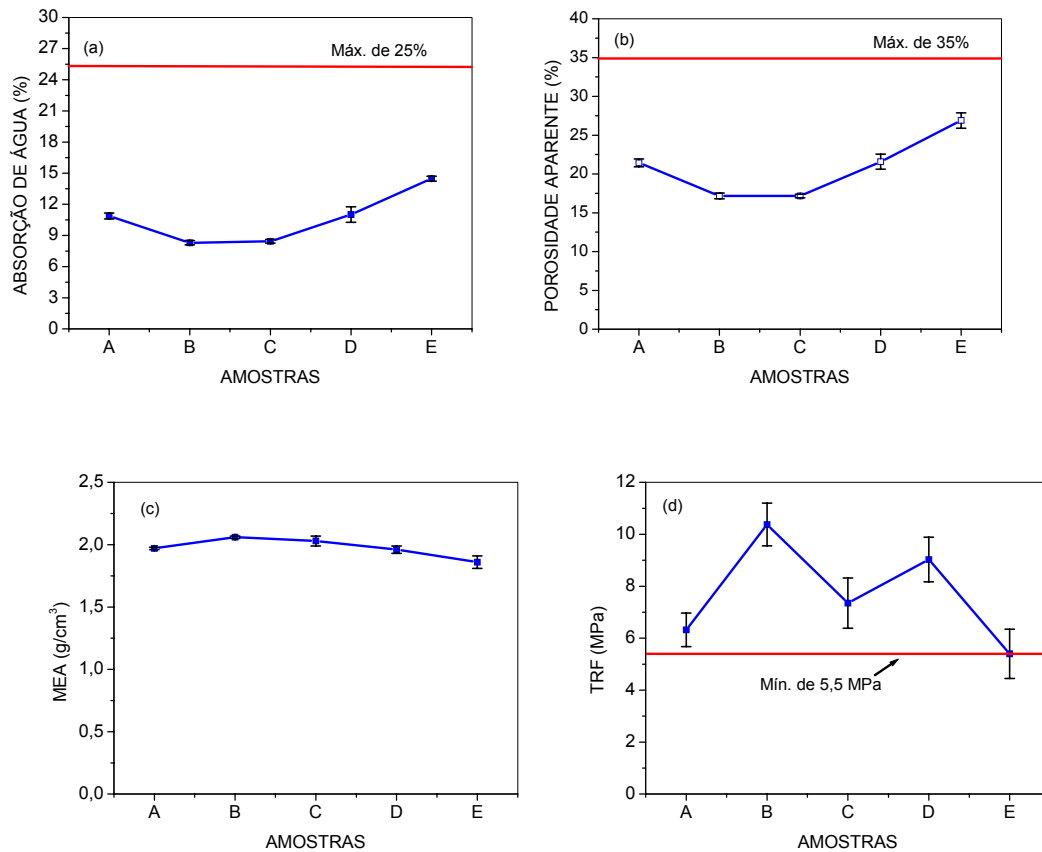 (a)
Máx. de 25%
30
27
24
21
18
15
12
9
6
3
0
ABSORÇÃO DE ÁGUA (%)
A B C D E
AMOSTRAS
(b)
Máx. de 35%
40
35
30
25
20
15
10
5
0
POROSIDADE APARENTE (%)
A B C D E
AMOSTRAS
(c)
2,5
2,0
1,5
1,0
0,5
0,0
MEA (g/cm³)
A B C D E
AMOSTRAS
(d)
12
10
8
6
4
2
0
TRF (MPa)
Mín. de 5,5 MPa
A B C D E
AMOSTRAS